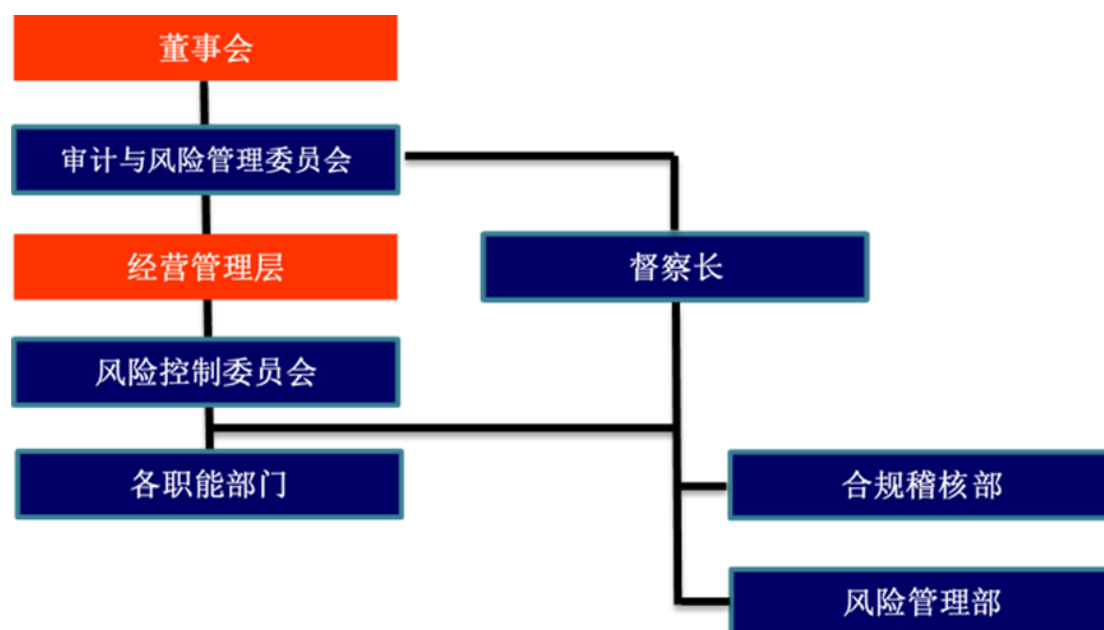 董事会
审计与风险管理委员会
经营管理层
督察长
风险控制委员会
各职能部门
合规稽核部
风险管理部